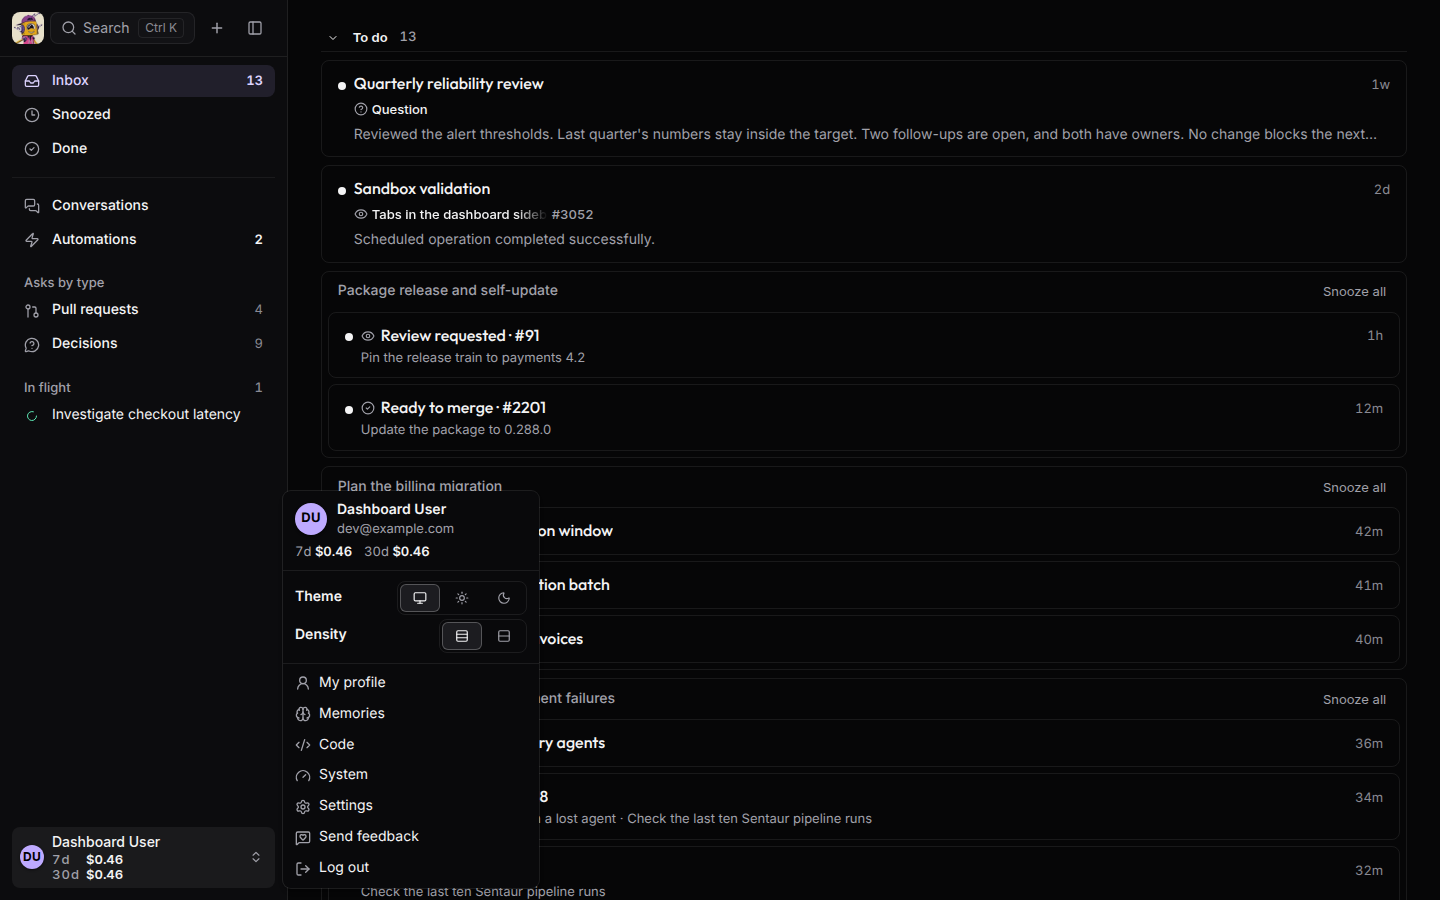 Search Ctrl K
Inbox 13
Snoozed
Done
Conversations
Automations 2
Asks by type
Pull requests 4
Decisions 9
In flight 1
Investigate checkout latency
DU
Dashboard User
7d $0.46
30d $0.46
To do 13
Quarterly reliability review 1w
Question
Reviewed the alert thresholds. Last quarter's numbers stay inside the target. Two follow-ups are open, and both have owners. No change blocks the next...
Sandbox validation 2d
Tabs in the dashboard sideb #3052
Scheduled operation completed successfully.
Package release and self-update Snooze all
Review requested · #91 1h
Pin the release train to payments 4.2
Ready to merge · #2201 12m
Update the package to 0.288.0
Plan the billing migration Snooze all
on window 42m
tion batch 41m
voices 40m
ent failures Snooze all
ry agents 36m
8 34m
a lost agent · Check the last ten Sentaur pipeline runs
32m
Check the last ten Sentaur pipeline runs
DU
Dashboard User
dev@example.com
7d $0.46 30d $0.46
Theme
Density
My profile
Memories
Code
System
Settings
Send feedback
Log out